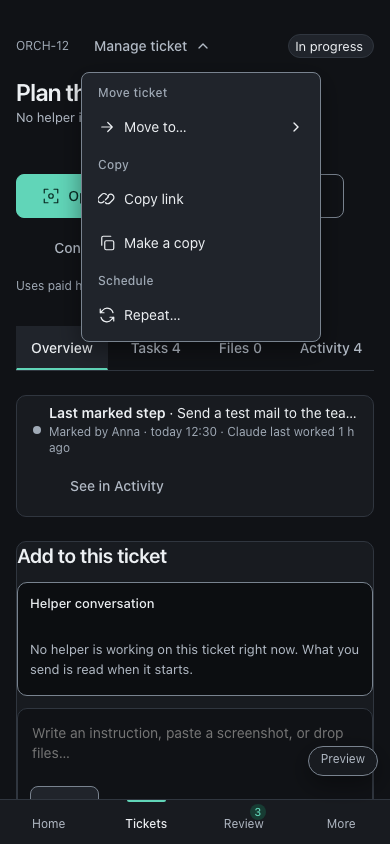 ORCH-12
Manage ticket
In progress
Plan th
No helper i
Move ticket
Move to...
Copy
Copy link
Make a copy
Schedule
Repeat...
Con
Uses paid h
Overview
Tasks 4
Files 0
Activity 4
Last marked step · Send a test mail to the tea...
Marked by Anna · today 12:30 · Claude last worked 1 h
ago
See in Activity
Add to this ticket
Helper conversation
No helper is working on this ticket right now. What you
send is read when it starts.
Write an instruction, paste a screenshot, or drop
files...
Preview
Home
Tickets
Review
3
More